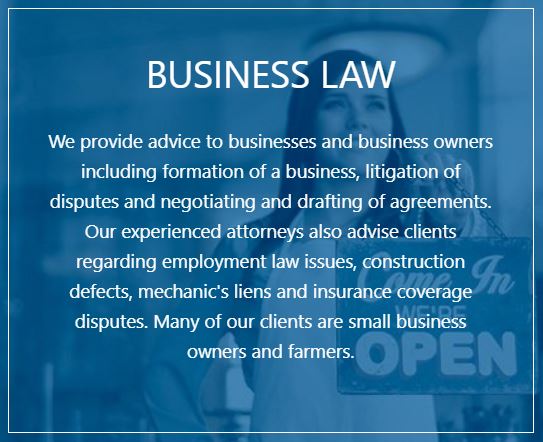 BUSINESS LAW
We provide advice to businesses and business owners
including formation of a business, litigation of
disputes and negotiating and drafting of agreements.
Our experienced attorneys also advise clients
regarding employment law issues, construction
defects, mechanic's liens and insurance coverage
disputes. Many of our clients are small business
owners and farmers.
Come In
WE'RE
OPEN